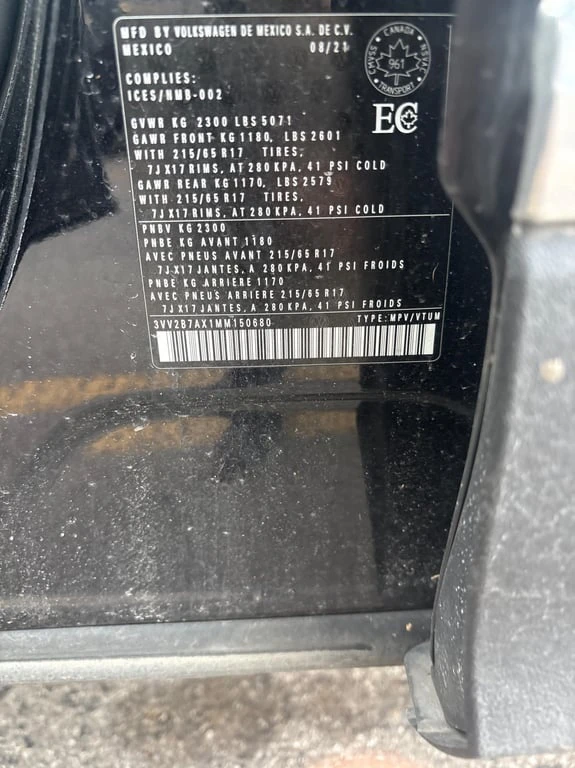 MFD BY VOLKSWAGEN DE MEXICO S.A. DE C.V.
MEXICO 08/21
CANADA
CMVSS 961 NSVAC
TRANSPORT
COMPLIES:
ICES/NMB-002
EC
GVWR KG 2300 LBS 5071
GAWR FRONT KG 1180, LBS 2601
WITH 215/65 R17 TIRES,
7J X17 RIMS, AT 280 KPA, 41 PSI COLD
GAWR REAR KG 1170, LBS 2579
WITH 215/65 R17 TIRES,
7J X17 RIMS, AT 280 KPA, 41 PSI COLD
PNBV KG 2300
PNBE KG AVANT 1180
AVEC PNEUS AVANT 215/65 R17
7J X17 JANTES, A 280 KPA, 41 PSI FROIDS
PNBE KG ARRIÈRE 1170
AVEC PNEUS ARRIÈRE 215/65 R17
7J X17 JANTES, A 280 KPA, 41 PSI FROIDS
3VV2B7AX1MM150680 TYPE: MPV/VTUM